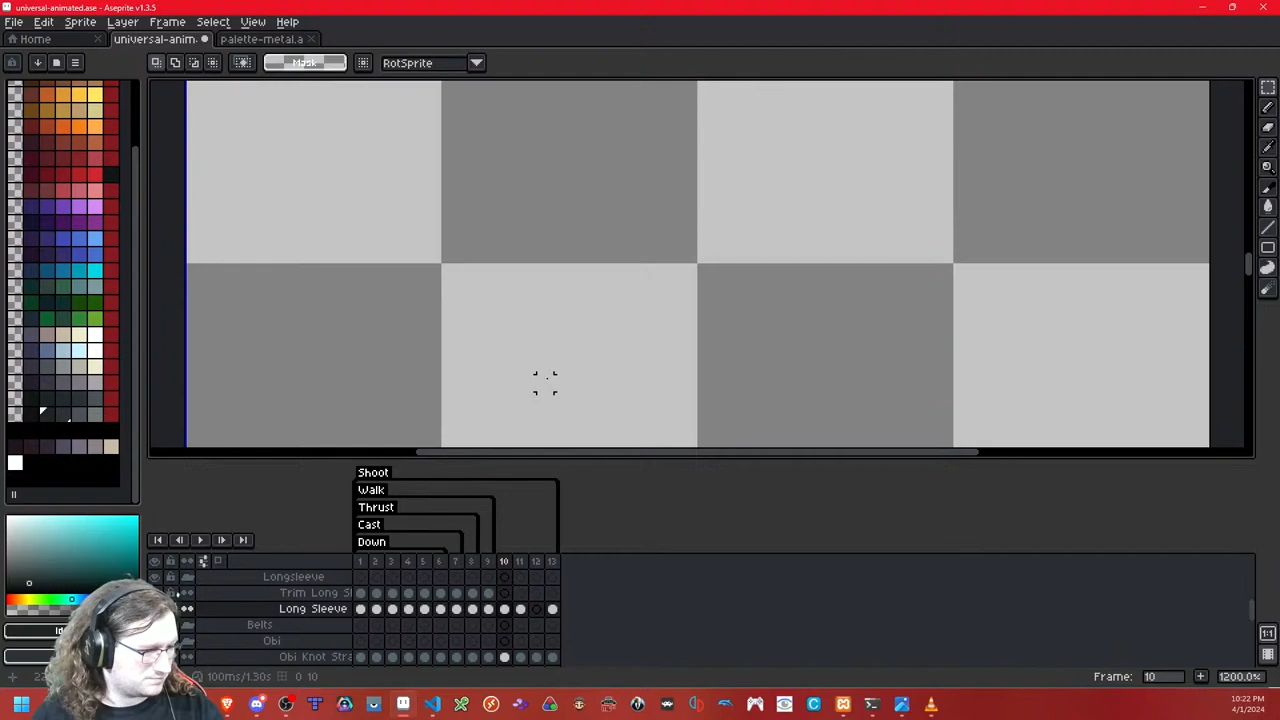 universal-animated.ase - Aseprite v1.3.5
File Edit Sprite Layer Frame Select View Help
Home universal-anim. palette-metal.a
Mask RotSprite
Shoot
Walk
Thrust
Cast
Down
1 2 3 4 5 6 7 8 9 10 11 12 13
Longsleeve
Trim Long S
Long Sleeve
Belts
Obi
Obi Knot Stra
100ms/1.30s 0 10 Frame: 10 1200.0%
1:1
10:22 PM
4/1/2024